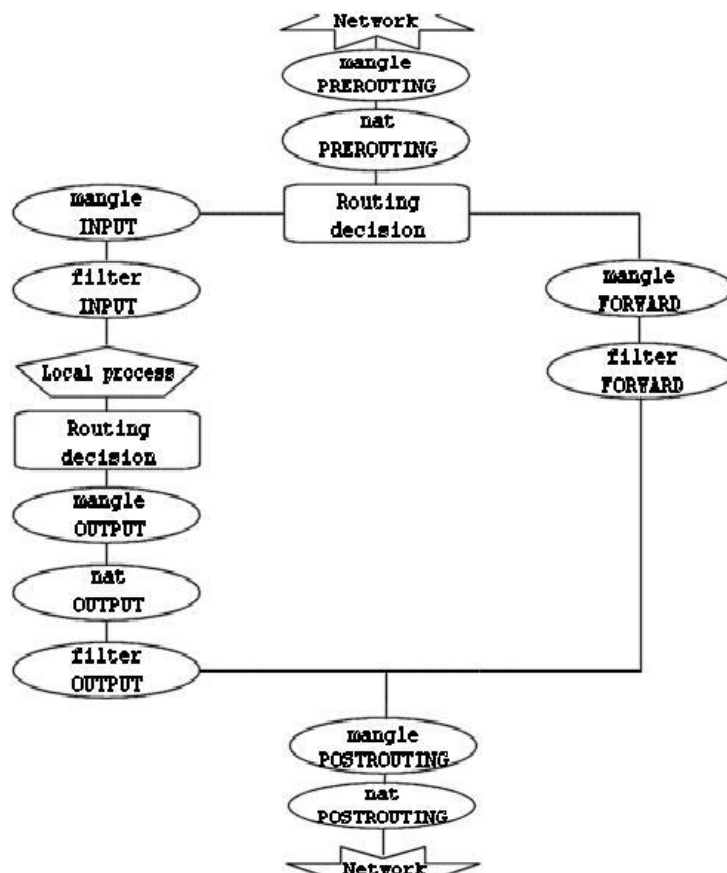 Network
mangle
PREROUTING
nat
PREROUTING
Routing
decision
mangle
INPUT
filter
INPUT
Local process
Routing
decision
mangle
OUTPUT
nat
OUTPUT
filter
OUTPUT
mangle
FORWARD
filter
FORWARD
mangle
POSTROUTING
nat
POSTROUTING
Network